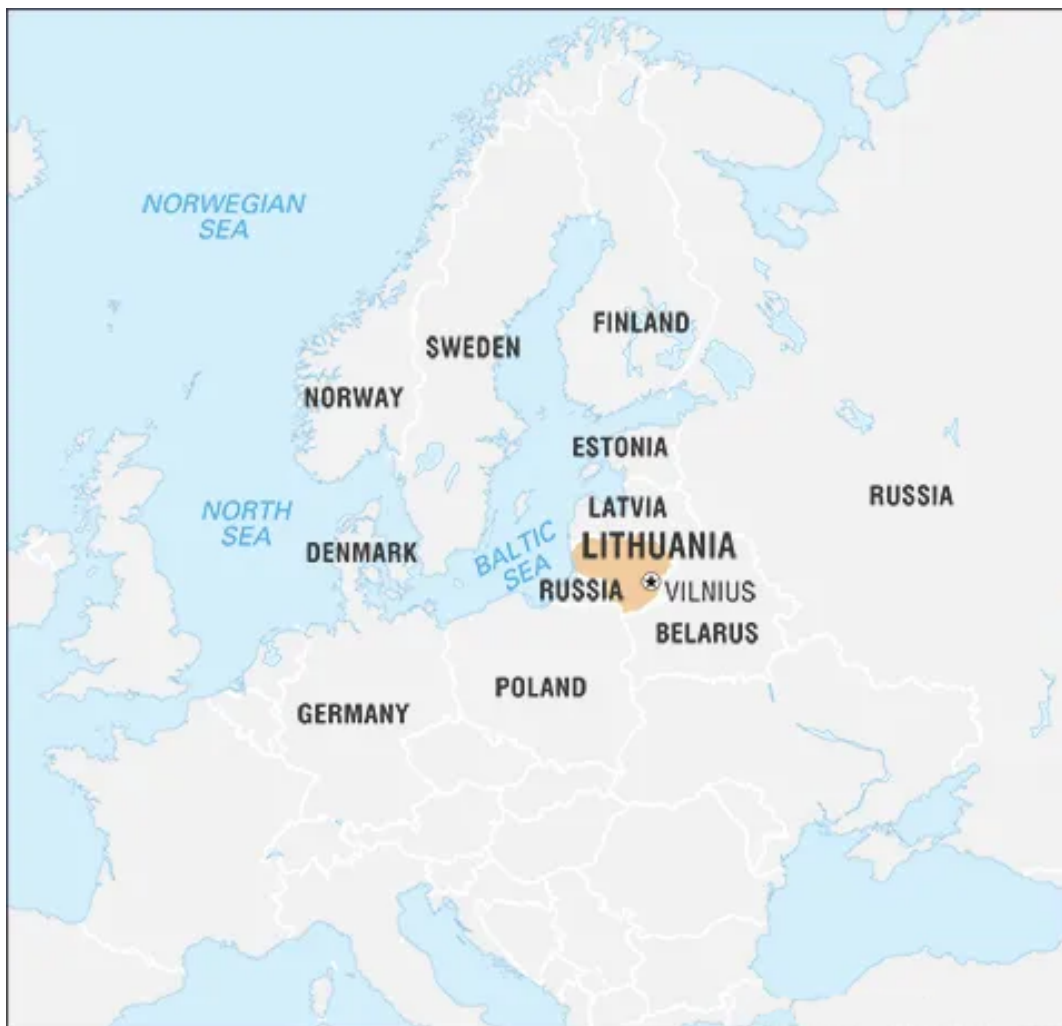 NORWEGIAN
SEA
FINLAND
SWEDEN
NORWAY
ESTONIA
RUSSIA
LATVIA
NORTH
SEA
LITHUANIA
DENMARK
BALTIC
SEA
RUSSIA
VILNIUS
BELARUS
POLAND
GERMANY